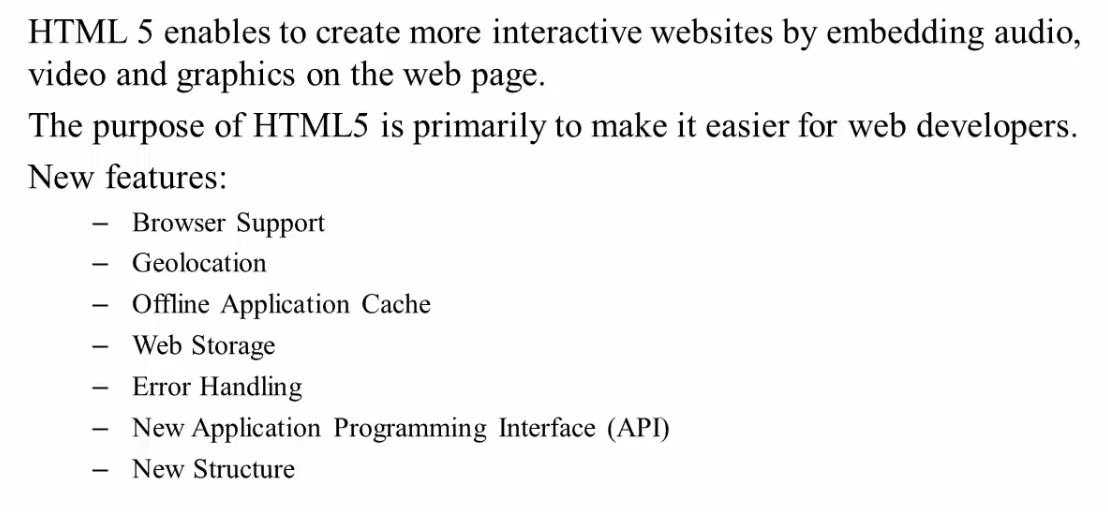 HTML 5 enables to create more interactive websites by embedding audio,
video and graphics on the web page.
The purpose of HTML5 is primarily to make it easier for web developers.
New features:
– Browser Support
– Geolocation
– Offline Application Cache
– Web Storage
– Error Handling
– New Application Programming Interface (API)
– New Structure